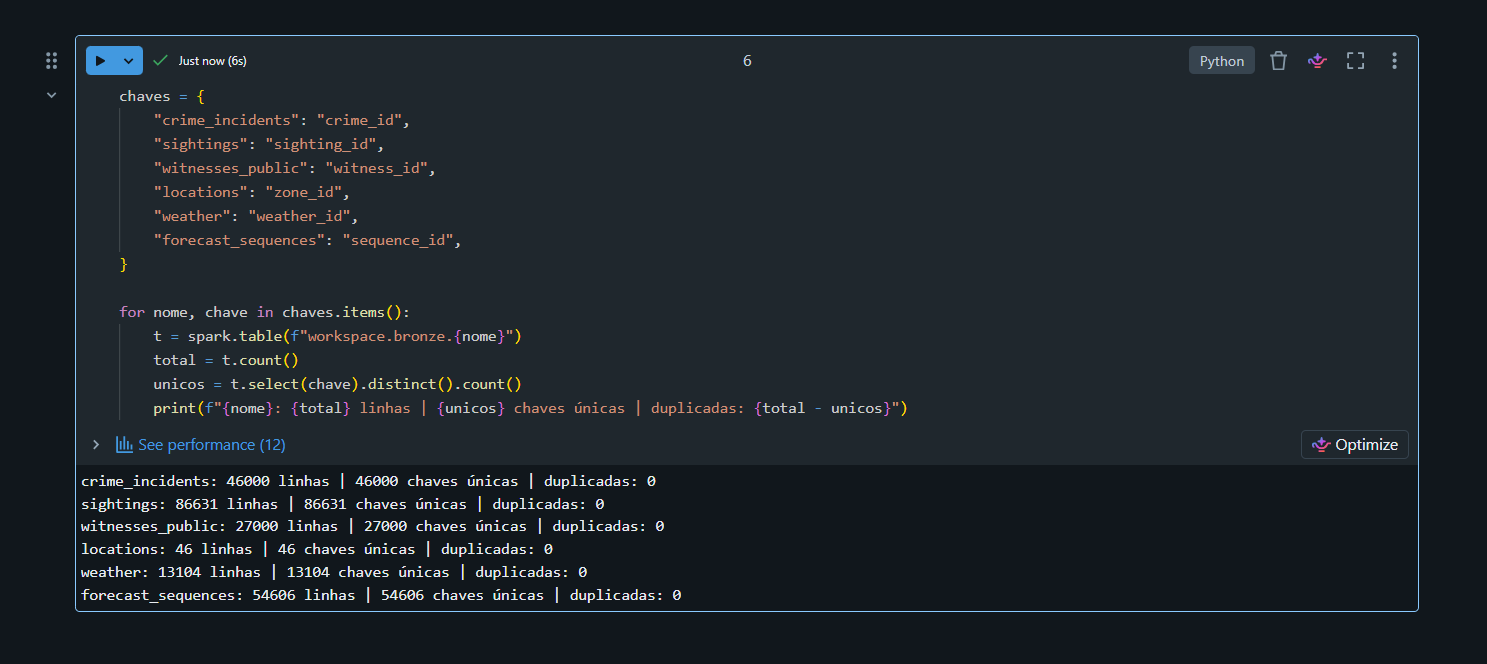 Just now (6s)
6
Python
chaves = {
    "crime_incidents": "crime_id",
    "sightings": "sighting_id",
    "witnesses_public": "witness_id",
    "locations": "zone_id",
    "weather": "weather_id",
    "forecast_sequences": "sequence_id",
}
for nome, chave in chaves.items():
    t = spark.table(f"workspace.bronze.{nome}")
    total = t.count()
    unicos = t.select(chave).distinct().count()
    print(f"{nome}: {total} linhas | {unicos} chaves únicas | duplicadas: {total - unicos}")
See performance (12)
Optimize
crime_incidents: 46000 linhas | 46000 chaves únicas | duplicadas: 0
sightings: 86631 linhas | 86631 chaves únicas | duplicadas: 0
witnesses_public: 27000 linhas | 27000 chaves únicas | duplicadas: 0
locations: 46 linhas | 46 chaves únicas | duplicadas: 0
weather: 13104 linhas | 13104 chaves únicas | duplicadas: 0
forecast_sequences: 54606 linhas | 54606 chaves únicas | duplicadas: 0